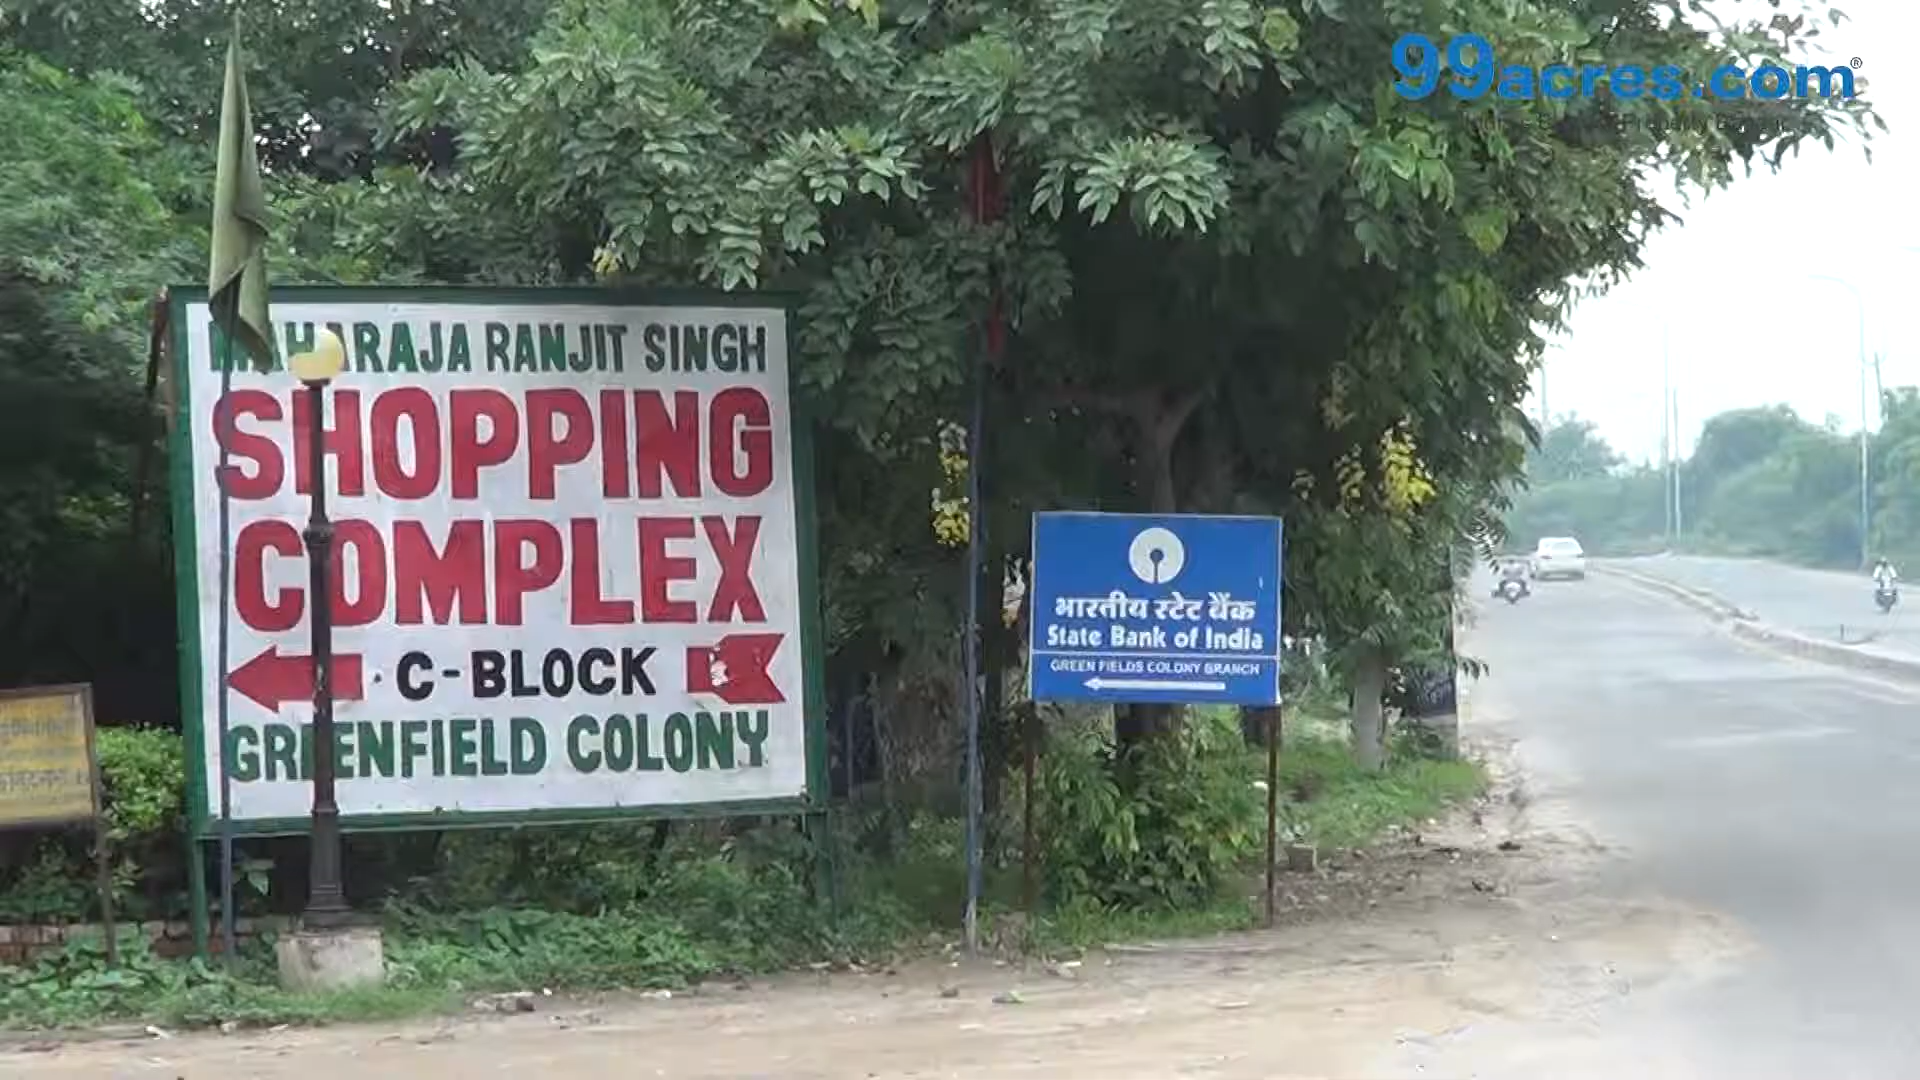 99acres.com
MAHARAJA RANJIT SINGH
SHOPPING
COMPLEX
C-BLOCK
GREENFIELD COLONY
भारतीय स्टेट बैंक
State Bank of India
GREEN FIELDS COLONY BRANCH